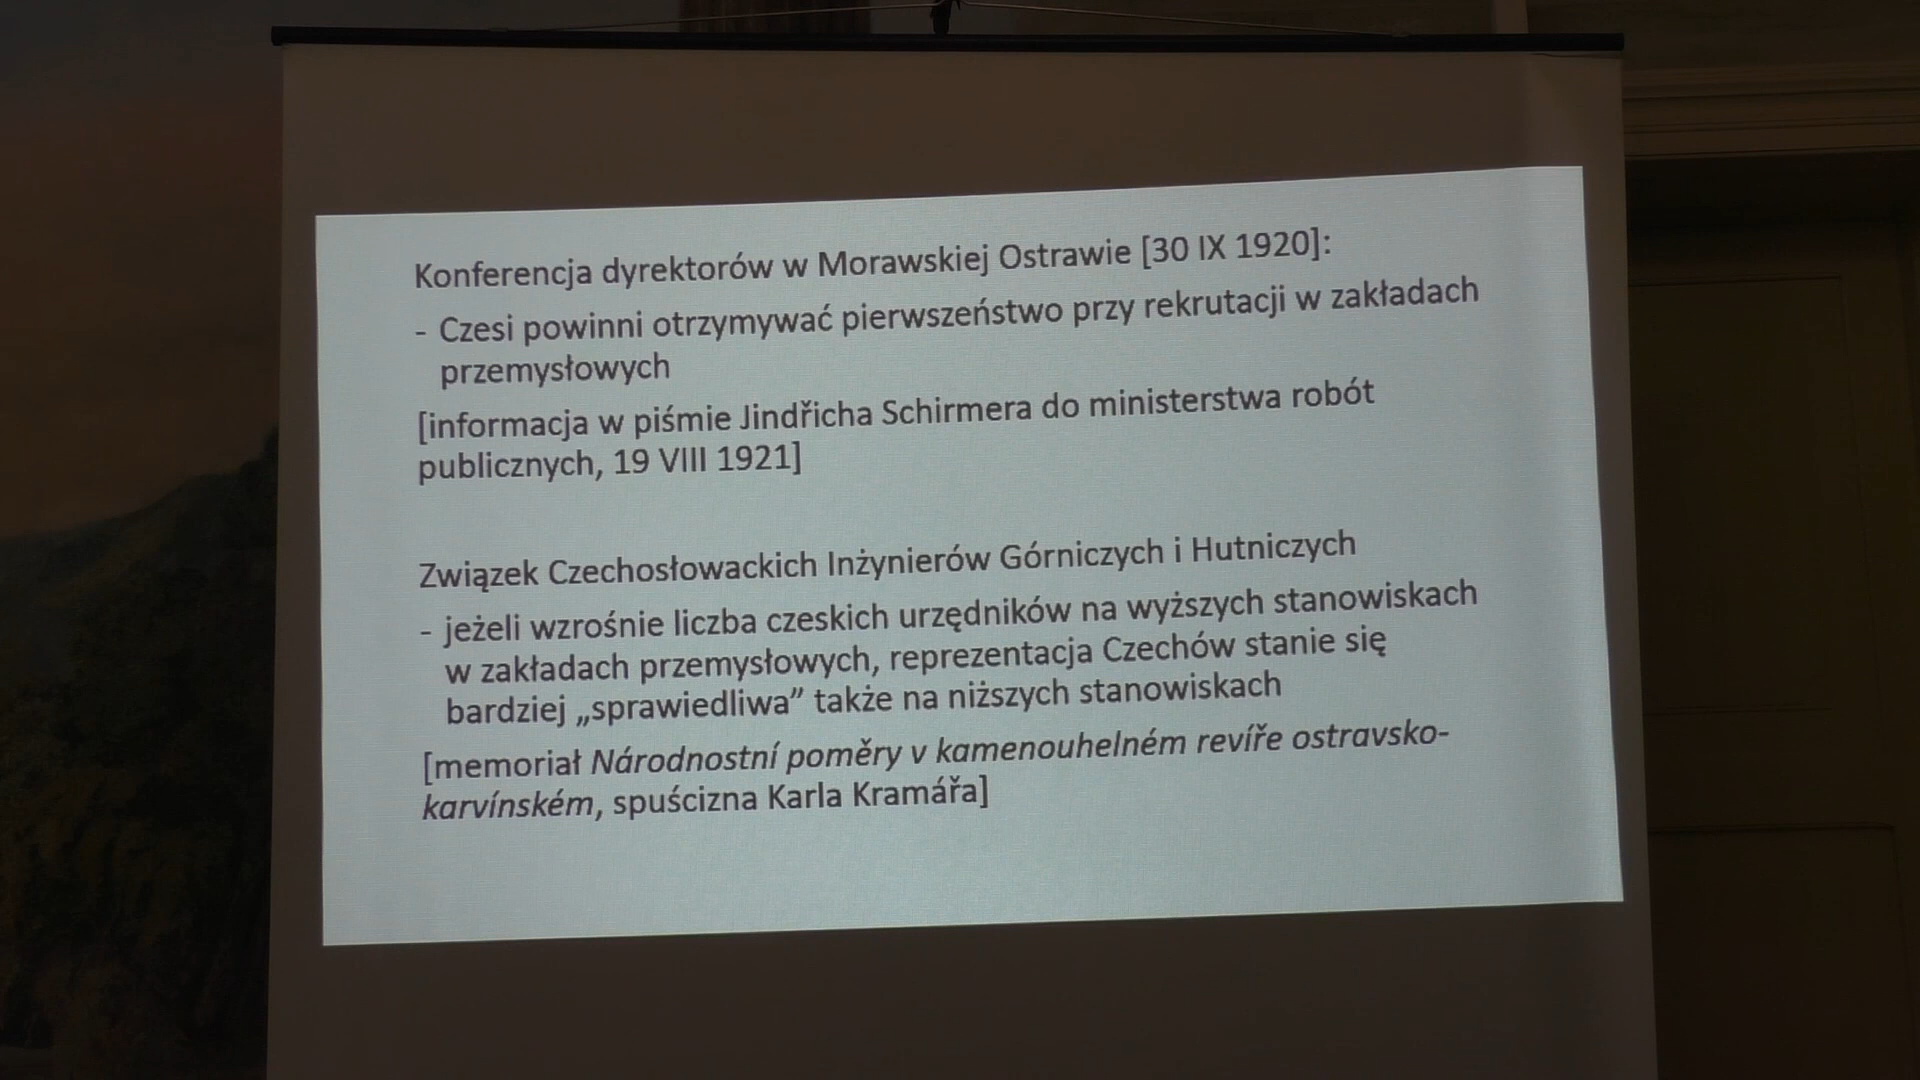 Konferencja dyrektorów w Morawskiej Ostrawie [30 IX 1920]:
- Czesi powinni otrzymywać pierwszeństwo przy rekrutacji w zakładach
przemysłowych
[informacja w piśmie Jindřicha Schirmera do ministerstwa robót
publicznych, 19 VIII 1921]
Związek Czechosłowackich Inżynierów Górniczych i Hutniczych
- jeżeli wzrośnie liczba czeskich urzędników na wyższych stanowiskach
w zakładach przemysłowych, reprezentacja Czechów stanie się
bardziej „sprawiedliwa” także na niższych stanowiskach
[memoriał Národnostní poměry v kamenouhelném revíře ostravsko-
karvínském, spuścizna Karla Kramářa]